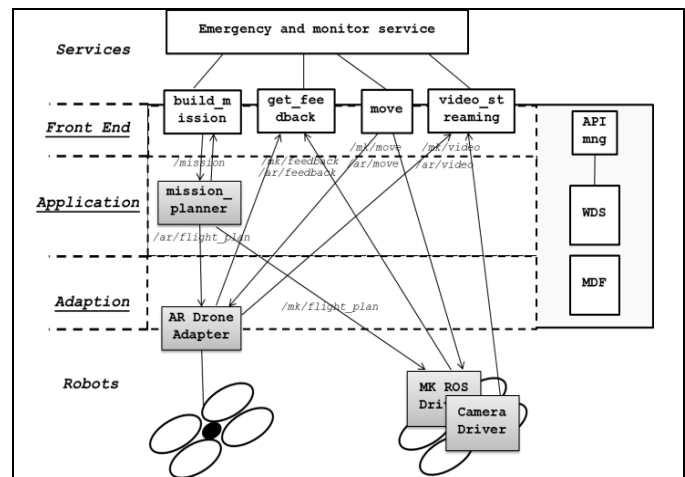 Emergency and monitor service
Services
build_m
ission
get_fee
dback
move
video_st
reaming
Front End
API
mng
/mission
/mk/feedback
/ar/feedback
/mk/move
/ar/move
/mk/video
/ar/video
Application
mission_
planner
WDS
/ar/flight_plan
Adaption
AR Drone
Adapter
/mk/flight_plan
MDF
Robots
MK ROS
Dri
Camera
Driver